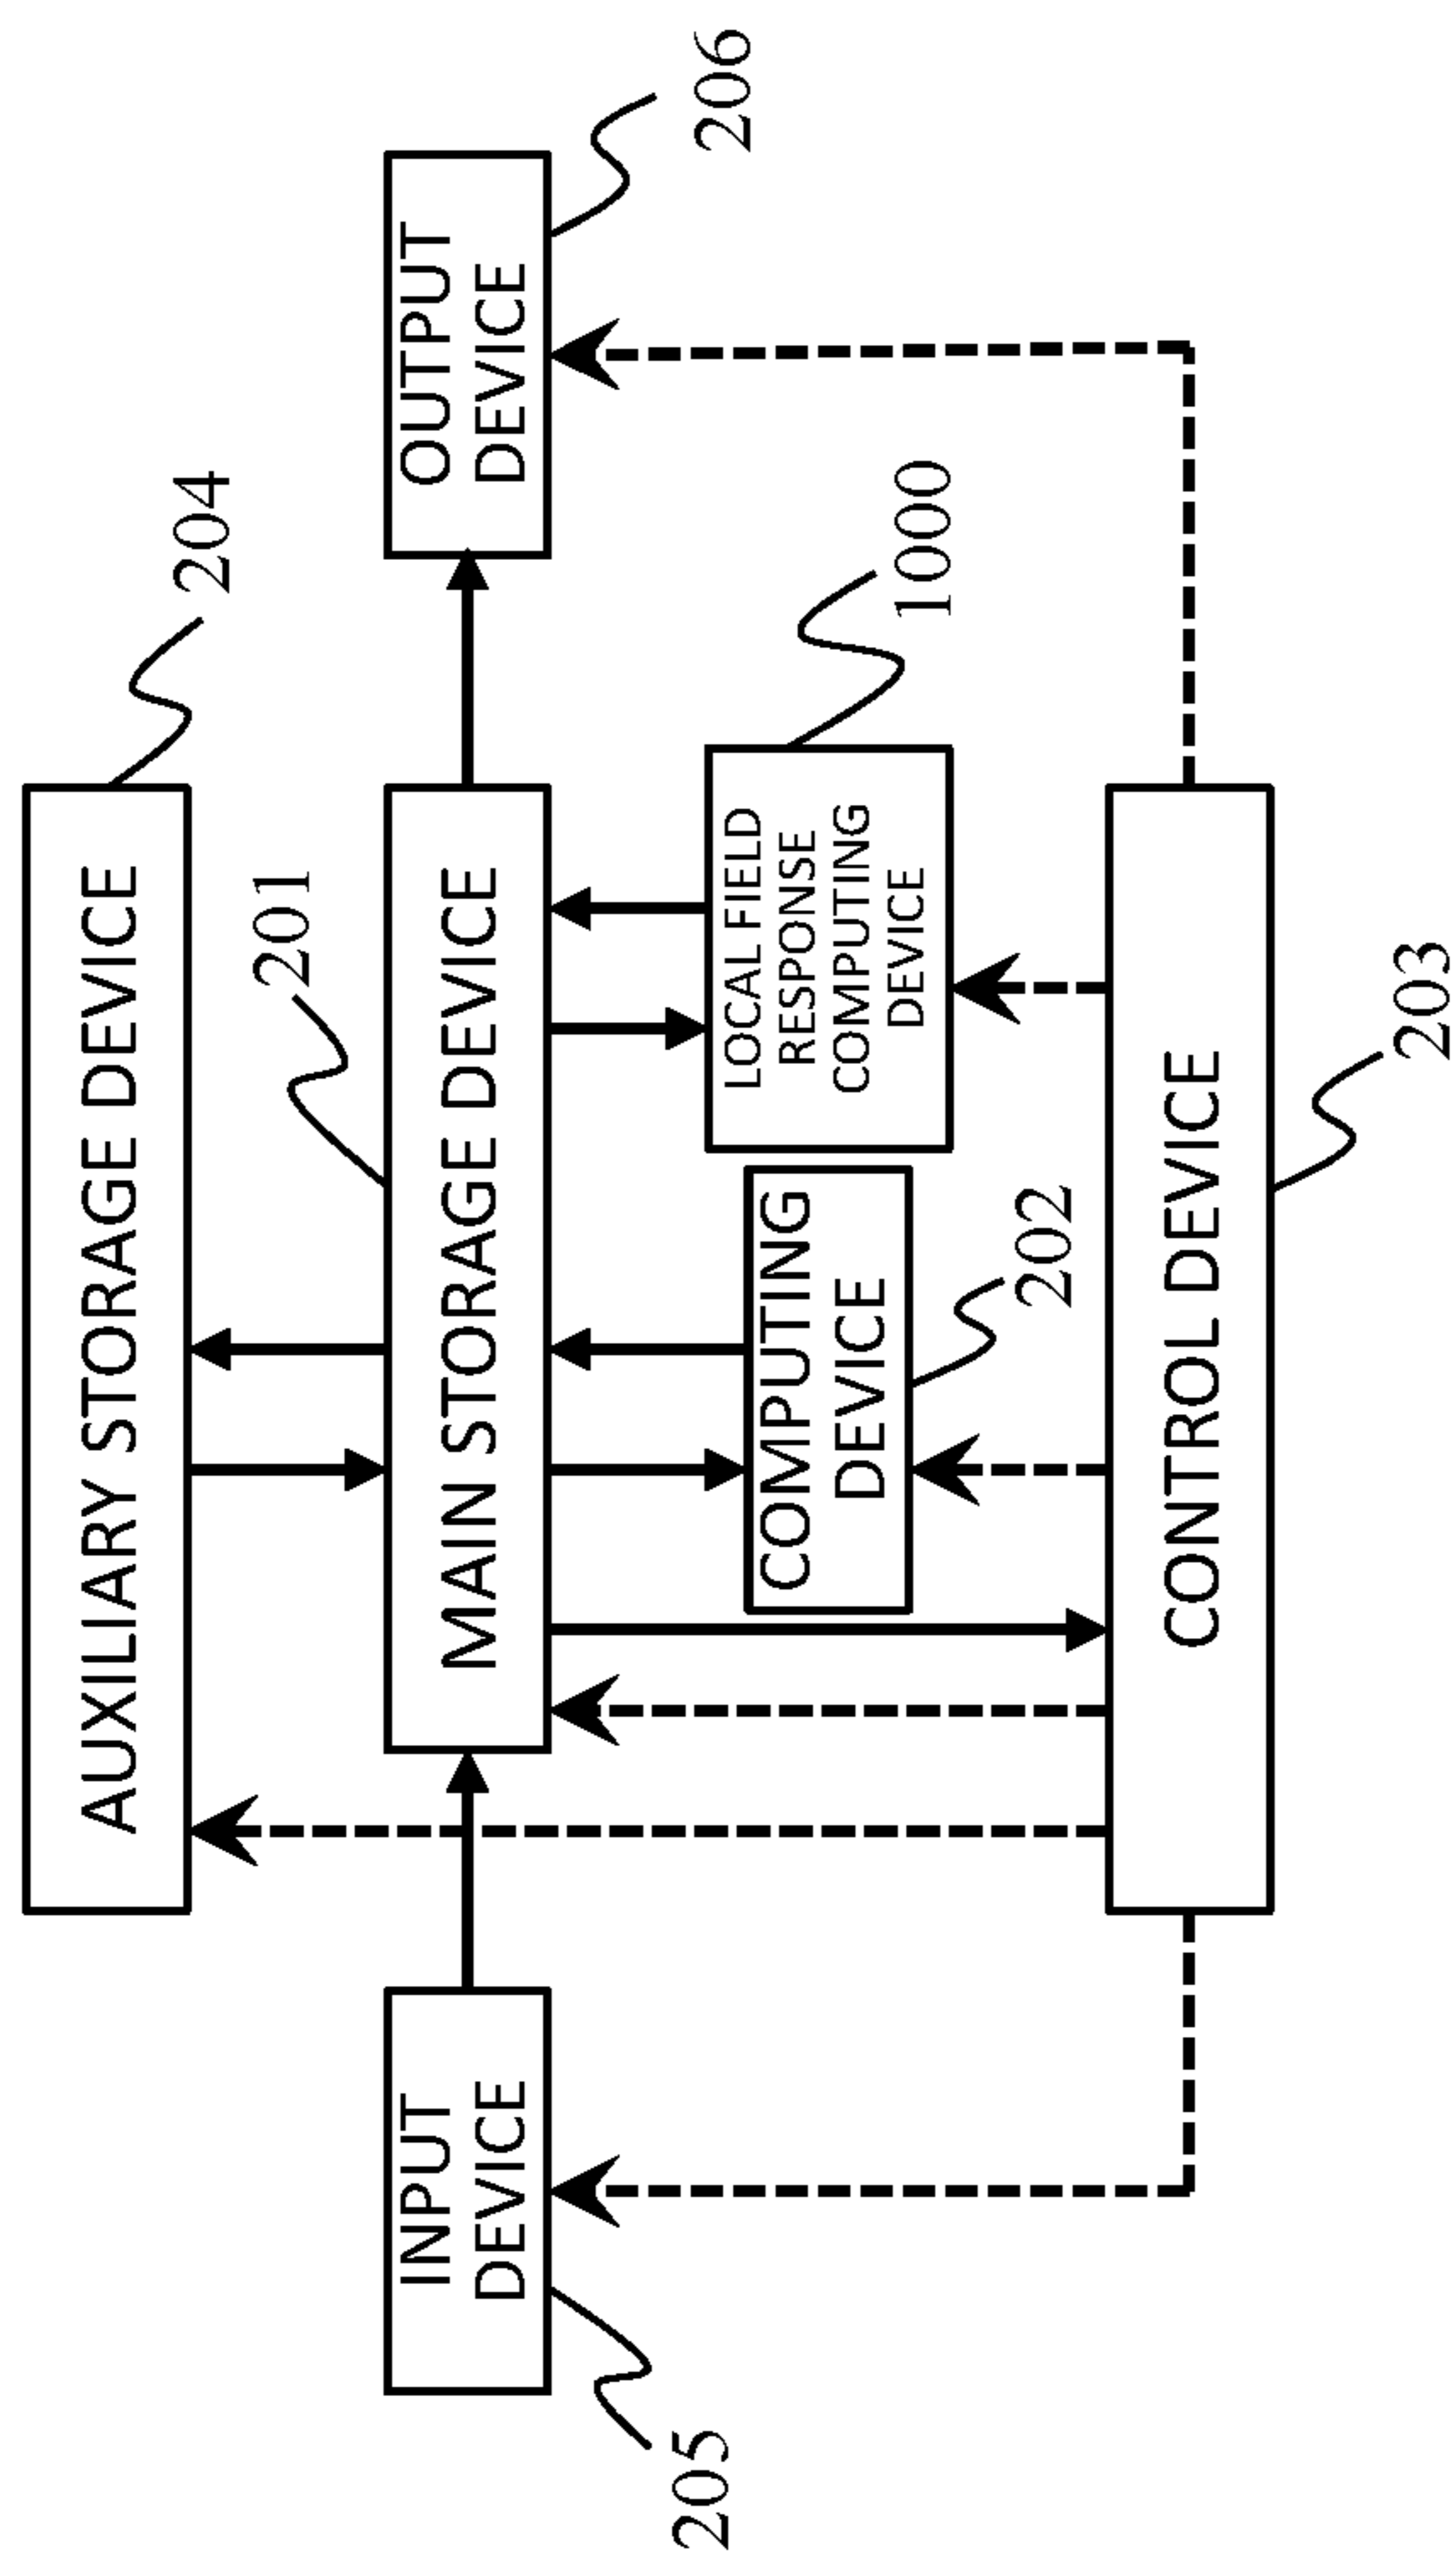 204
AUXILIARY STORAGE DEVICE
201
206
INPUT
DEVICE
MAIN STORAGE DEVICE
OUTPUT
DEVICE
205
COMPUTING
DEVICE
202
LOCAL FIELD
RESPONSE
COMPUTING
DEVICE
1000
CONTROL DEVICE
203